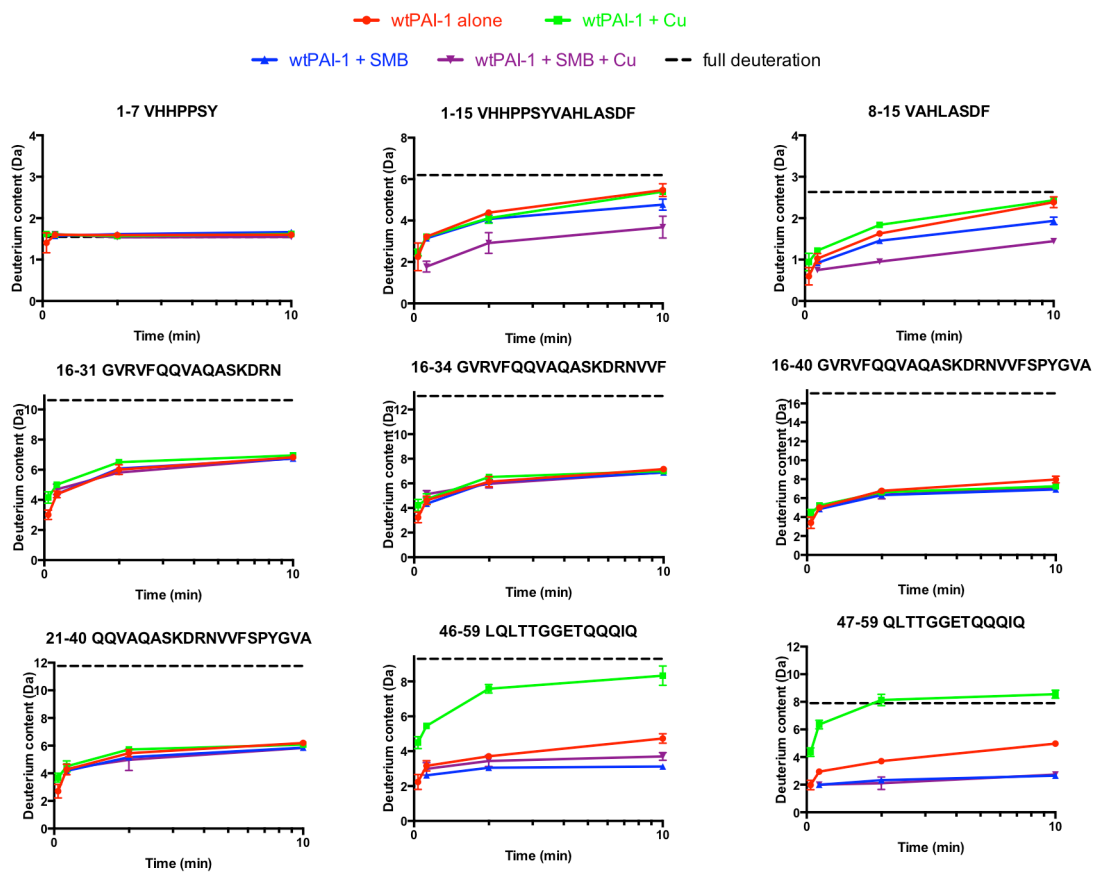 wtPAI-1 alone wtPAI-1 + Cu
wtPAI-1 + SMB wtPAI-1 + SMB + Cu full deuteration
1-7 VHHPPSY
Deuterium content (Da)
4
3
2
1
0
0 10
Time (min)
1-15 VHHPPSYVAHLASDF
Deuterium content (Da)
8
6
4
2
0
0 10
Time (min)
8-15 VAHLASDF
Deuterium content (Da)
4
3
2
1
0
0 10
Time (min)
16-31 GVRVFQQVAQASKDRN
Deuterium content (Da)
10
8
6
4
2
0
0 10
Time (min)
16-34 GVRVFQQVAQASKDRNVVF
Deuterium content (Da)
12
10
8
6
4
2
0
0 10
Time (min)
16-40 GVRVFQQVAQASKDRNVVFSPYGVA
Deuterium content (Da)
16
14
12
10
8
6
4
2
0
0 10
Time (min)
21-40 QQVAQASKDRNVVFSPYGVA
Deuterium content (Da)
12
10
8
6
4
2
0
0 10
Time (min)
46-59 LQLTTGGETQQQIQ
Deuterium content (Da)
8
6
4
2
0
0 10
Time (min)
47-59 QLTTGGETQQQIQ
Deuterium content (Da)
12
10
8
6
4
2
0
0 10
Time (min)